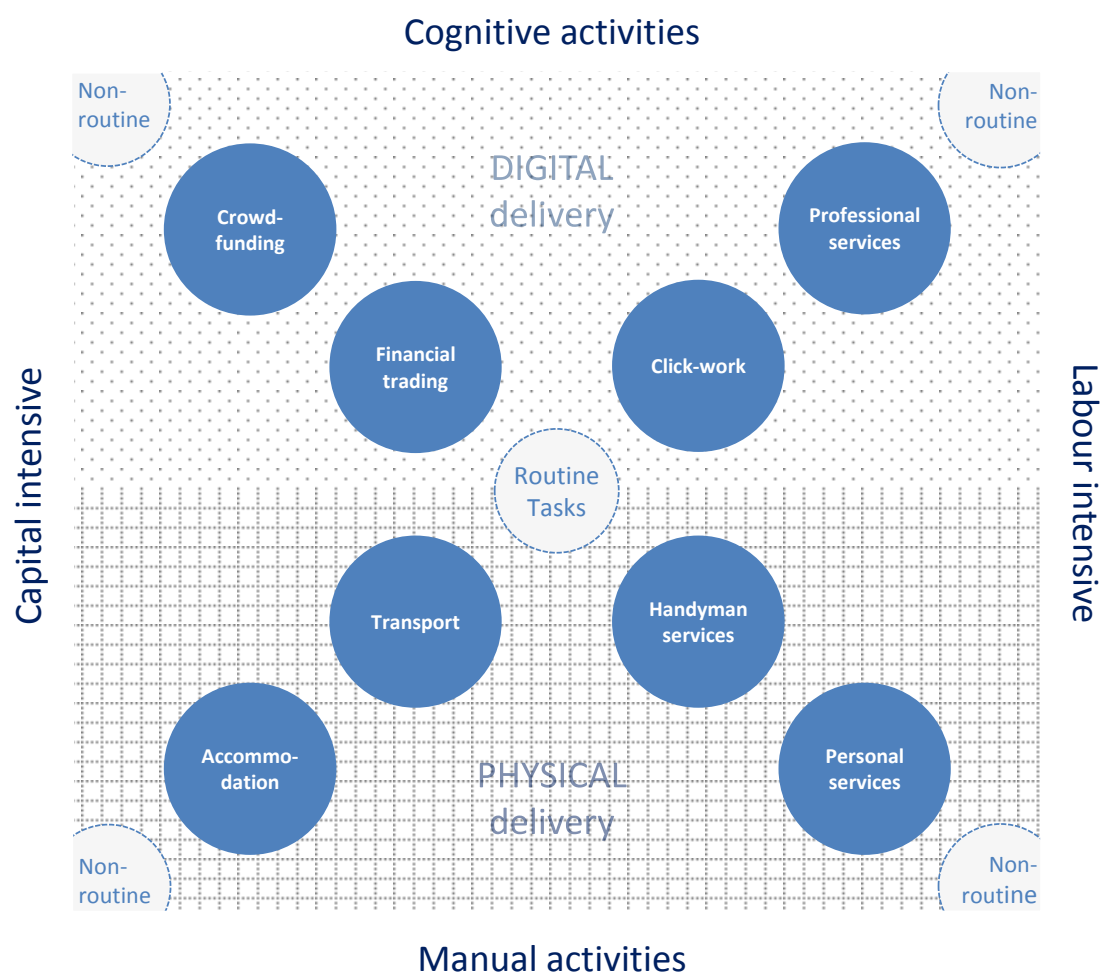 Cognitive activities
Non-
routine
Non-
routine
DIGITAL
delivery
Crowd-
funding
Professional
services
Financial
trading
Click-work
Capital intensive
Labour intensive
Routine
Tasks
Transport
Handyman
services
Accommo-
dation
PHYSICAL
delivery
Personal
services
Non-
routine
Non-
routine
Manual activities